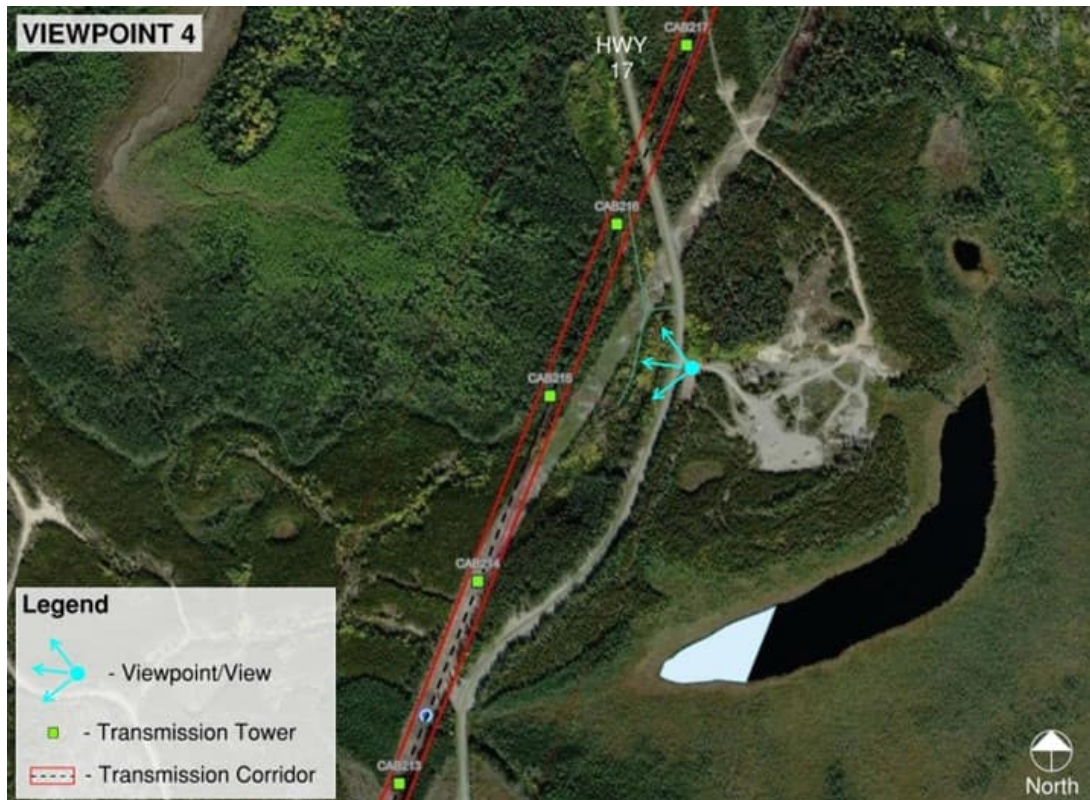 VIEWPOINT 4
CAB217
HWY
17
CAB216
CAB215
CAB214
Legend
- Viewpoint/View
- Transmission Tower
- Transmission Corridor
CAB213
North